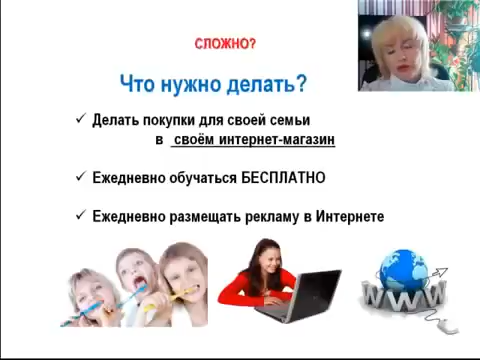 СЛОЖНО?
Что нужно делать?
✓ Делать покупки для своей семьи
в своём интернет-магазин
✓ Ежедневно обучаться БЕСПЛАТНО
✓ Ежедневно размещать рекламу в Интернете
WWW